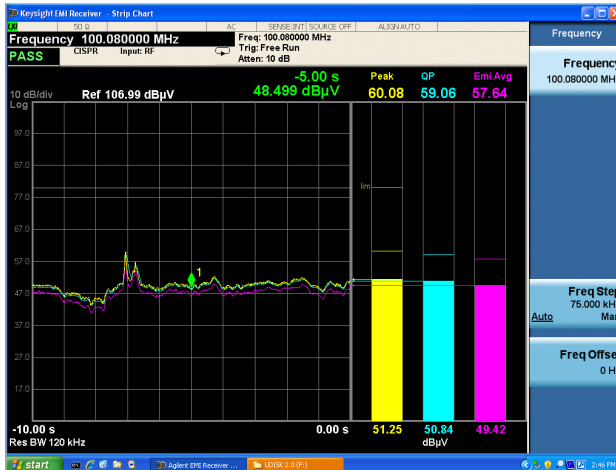 Keysight EMI Receiver - Strip Chart
50 Ω AC SENSE:INT SOURCE OFF ALIGN AUTO
Frequency 100.080000 MHz
Freq: 100.080000 MHz
Trig: Free Run
Atten: 10 dB
PASS CISPR Input: RF
-5.00 s
48.499 dBµV
Peak QP Emi Avg
60.08 59.06 57.64
10 dB/div Ref 106.99 dBµV
Log
97.0
87.0
77.0
67.0
57.0
47.0
37.0
27.0
17.0
1
lim
-10.00 s 0.00 s 51.25 50.84 49.42
Res BW 120 kHz dBµV
Frequency
Frequency
100.080000 MH
Freq Step
75.000 kH
Auto Man
Freq Offse
0 H
start Agilent EMI Receiver ... UDISK 2.0 (F:) 2:46 PM